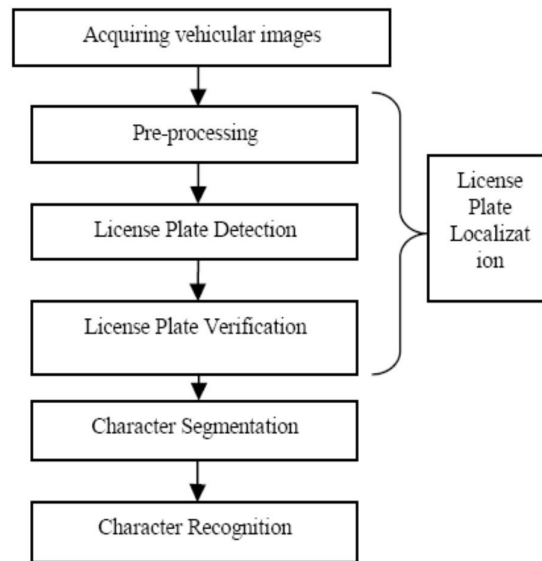 Acquiring vehicular images
Pre-processing
License Plate Detection
License Plate Verification
Character Segmentation
Character Recognition
License
Plate
Localizat
ion